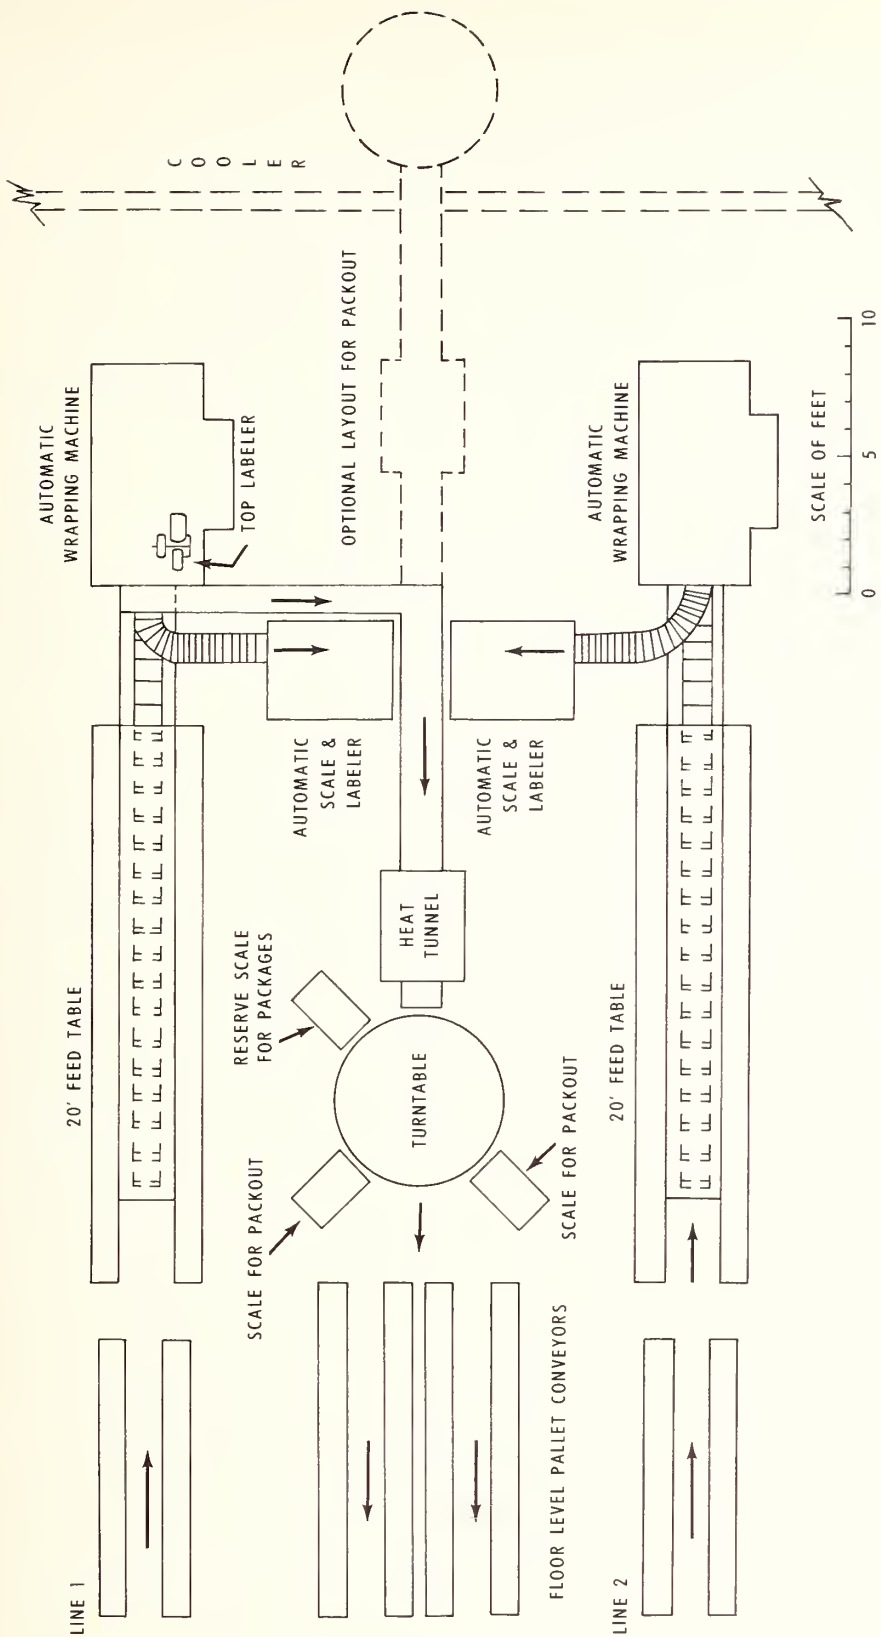 LINE 1
20' FEED TABLE
AUTOMATIC
WRAPPING MACHINE
TOP LABELER
COOLER
SCALE FOR PACKOUT
RESERVE SCALE
FOR PACKAGES
AUTOMATIC
SCALE &
LABELER
OPTIONAL LAYOUT FOR PACKOUT
TURNTABLE
HEAT
TUNNEL
AUTOMATIC
SCALE &
LABELER
SCALE FOR PACKOUT
FLOOR LEVEL PALLET CONVEYORS
LINE 2
20' FEED TABLE
AUTOMATIC
WRAPPING MACHINE
SCALE OF FEET
0 5 10